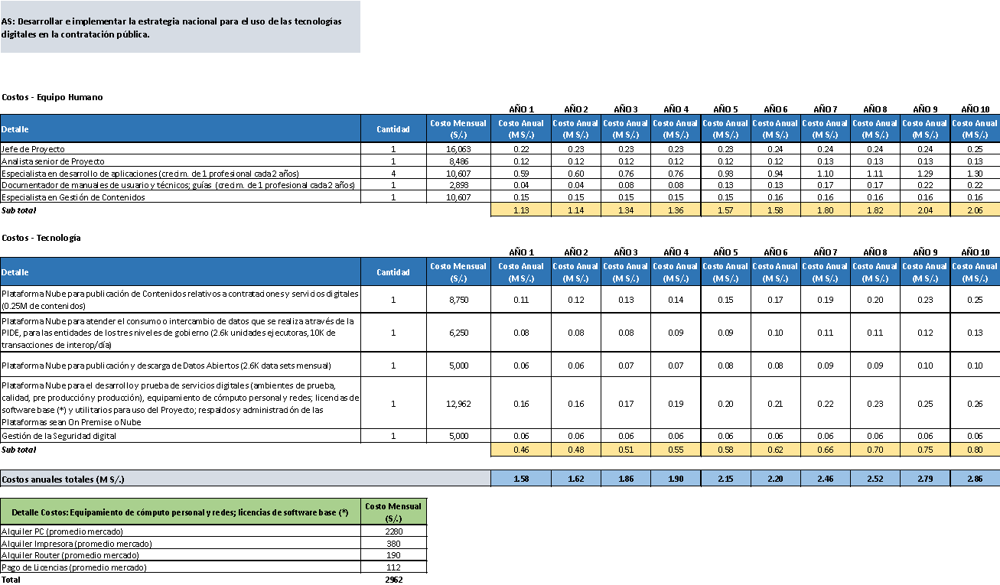 AS: Desarrollar e implementar la estrategia nacional para el uso de las tecnologías
digitales en la contratación pública.
Costos - Equipo Humano
AÑO 1 AÑO 2 AÑO 3 AÑO 4 AÑO 5 AÑO 6 AÑO 7 AÑO 8 AÑO 9 AÑO 10
Detalle Cantidad Costo Mensual (S/.) Costo Anual (M S/.) Costo Anual (M S/.) Costo Anual (M S/.) Costo Anual (M S/.) Costo Anual (M S/.) Costo Anual (M S/.) Costo Anual (M S/.) Costo Anual (M S/.) Costo Anual (M S/.) Costo Anual (M S/.)
Jefe de Proyecto 1 16,063 0.22 0.23 0.23 0.23 0.23 0.24 0.24 0.24 0.24 0.25
Analista senior de Proyecto 1 8,486 0.12 0.12 0.12 0.12 0.12 0.12 0.12 0.13 0.13 0.13
Especialista en desarrollo de aplicaciones (crecim. de 1 profesional cada 2 años) 4 10,607 0.59 0.60 0.76 0.76 0.93 0.94 1.10 1.11 1.29 1.30
Documentador de manuales de usuario y técnicos; guías (crecim. de 1 profesional cada 2 años) 1 2,893 0.04 0.04 0.08 0.08 0.13 0.13 0.17 0.17 0.22 0.22
Especialista en Gestión de Contenidos 1 10,607 0.15 0.15 0.15 0.15 0.15 0.16 0.16 0.16 0.16 0.16
Sub total 1.13 1.14 1.34 1.36 1.57 1.58 1.80 1.82 2.04 2.06
Costos - Tecnología
AÑO 1 AÑO 2 AÑO 3 AÑO 4 AÑO 5 AÑO 6 AÑO 7 AÑO 8 AÑO 9 AÑO 10
Detalle Cantidad Costo Mensual (S/.) Costo Anual (M S/.) Costo Anual (M S/.) Costo Anual (M S/.) Costo Anual (M S/.) Costo Anual (M S/.) Costo Anual (M S/.) Costo Anual (M S/.) Costo Anual (M S/.) Costo Anual (M S/.) Costo Anual (M S/.)
Plataforma Nube para publicación de Contenidos relativos a contrataciones y servicios digitales
(0.25M de contenidos) 1 8,750 0.11 0.12 0.13 0.14 0.15 0.17 0.19 0.20 0.23 0.25
Plataforma Nube para atender el consumo o intercambio de datos que se realiza através de la
PIDE, para las entidades de los tres niveles de gobierno (2.6k unidades ejecutoras, 10K de
transacciones de interop/día) 1 6,250 0.08 0.08 0.08 0.09 0.09 0.10 0.11 0.11 0.12 0.13
Plataforma Nube para publicación y descarga de Datos Abiertos (2.6K data sets mensual) 1 5,000 0.06 0.06 0.07 0.07 0.08 0.08 0.09 0.09 0.10 0.10
Plataforma Nube para el desarrollo y prueba de servicios digitales (ambientes de prueba,
calidad, pre producción y producción), equipamiento de cómputo personal y redes; licencias de
software base (*) y utilitarios para uso del Proyecto; respaldos y administración de las
Plataformas sean On Premise o Nube 1 12,962 0.16 0.16 0.17 0.19 0.20 0.21 0.22 0.23 0.25 0.26
Gestión de la Seguridad digital 1 5,000 0.06 0.06 0.06 0.06 0.06 0.06 0.06 0.06 0.06 0.06
Sub total 0.46 0.48 0.51 0.55 0.58 0.62 0.66 0.70 0.75 0.80
Costos anuales totales (M S/.) 1.58 1.62 1.86 1.90 2.15 2.20 2.46 2.52 2.79 2.86
Detalle Costos: Equipamiento de cómputo personal y redes; licencias de software base (*) Costo Mensual (S/.)
Alquiler PC (promedio mercado) 2280
Alquiler Impresora (promedio mercado) 380
Alquiler Router (promedio mercado) 190
Pago de Licencias (promedio mercado) 112
Total 2962